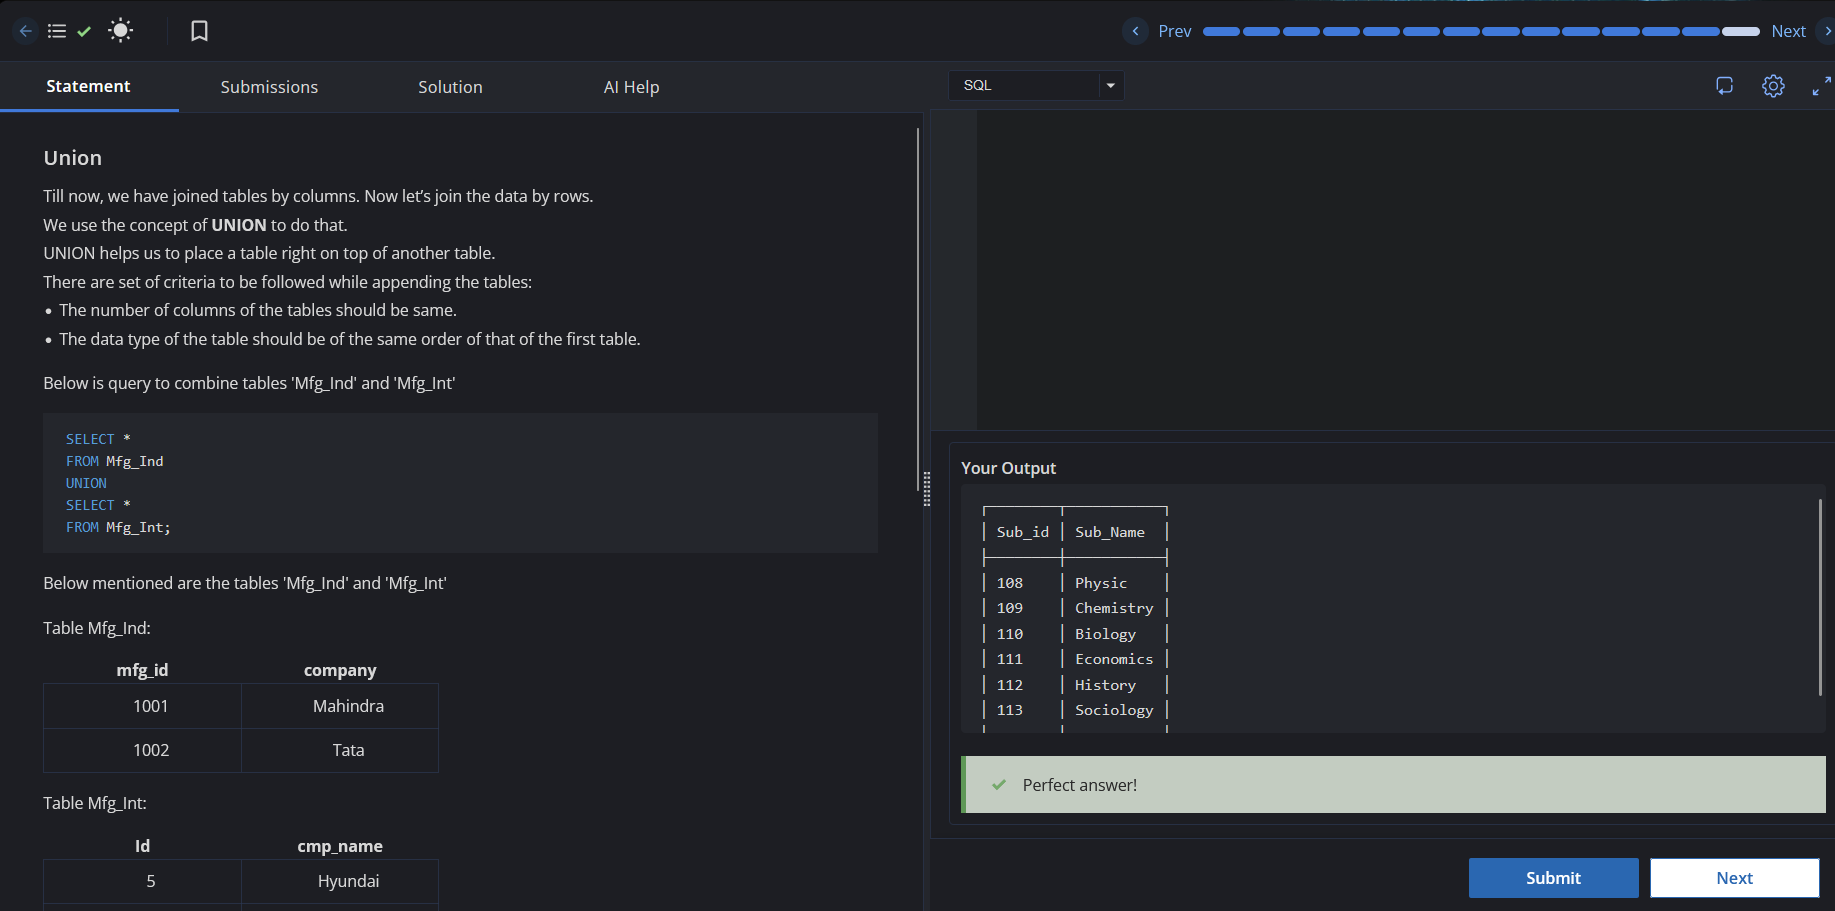 Prev
Next
Statement
Submissions
Solution
AI Help
SQL
Union
Till now, we have joined tables by columns. Now let’s join the data by rows.
We use the concept of UNION to do that.
UNION helps us to place a table right on top of another table.
There are set of criteria to be followed while appending the tables:
• The number of columns of the tables should be same.
• The data type of the table should be of the same order of that of the first table.
Below is query to combine tables 'Mfg_Ind' and 'Mfg_Int'
SELECT *
FROM Mfg_Ind
UNION
SELECT *
FROM Mfg_Int;
Below mentioned are the tables 'Mfg_Ind' and 'Mfg_Int'
Table Mfg_Ind:
mfg_id company
1001 Mahindra
1002 Tata
Table Mfg_Int:
Id cmp_name
5 Hyundai
Your Output
Sub_id Sub_Name
108 Physic
109 Chemistry
110 Biology
111 Economics
112 History
113 Sociology
Perfect answer!
Submit
Next